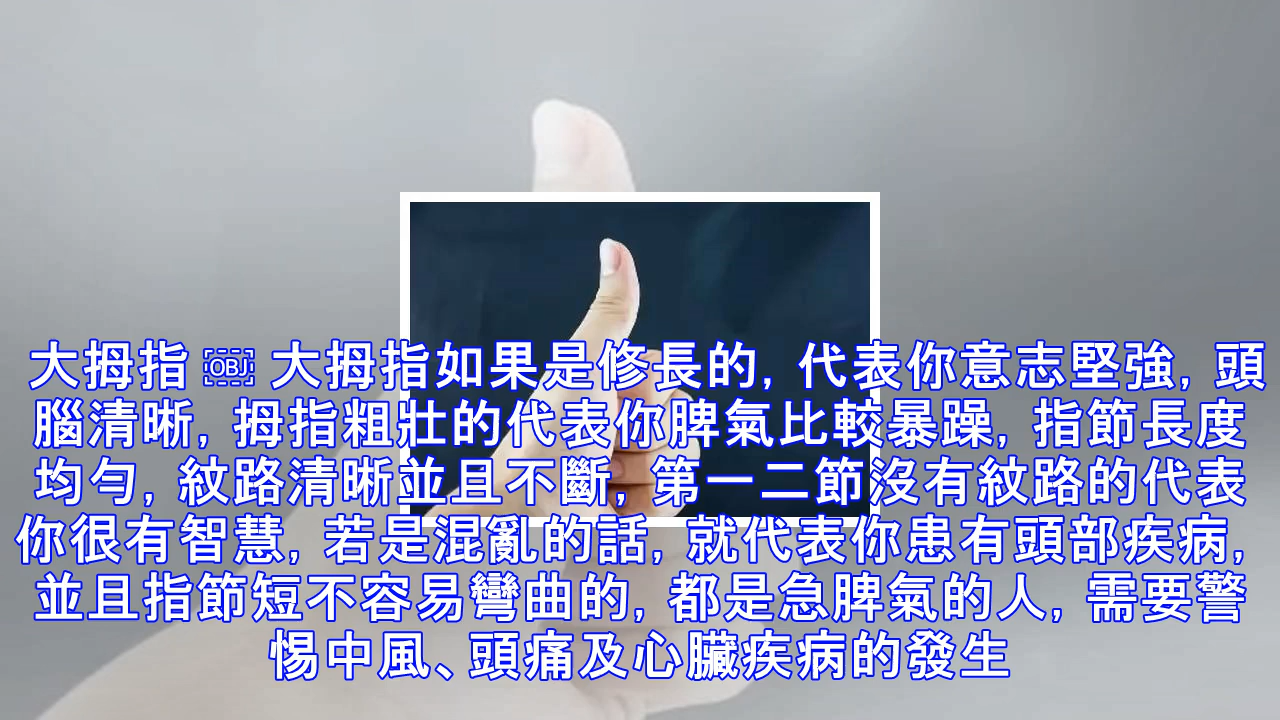 大拇指 ￼ 大拇指如果是修長的, 代表你意志堅強, 頭
腦清晰, 拇指粗壯的代表你脾氣比較暴躁, 指節長度
均勻, 紋路清晰並且不斷, 第一二節沒有紋路的代表
你很有智慧, 若是混亂的話, 就代表你患有頭部疾病,
並且指節短不容易彎曲的, 都是急脾氣的人, 需要警
惕中風、頭痛及心臟疾病的發生